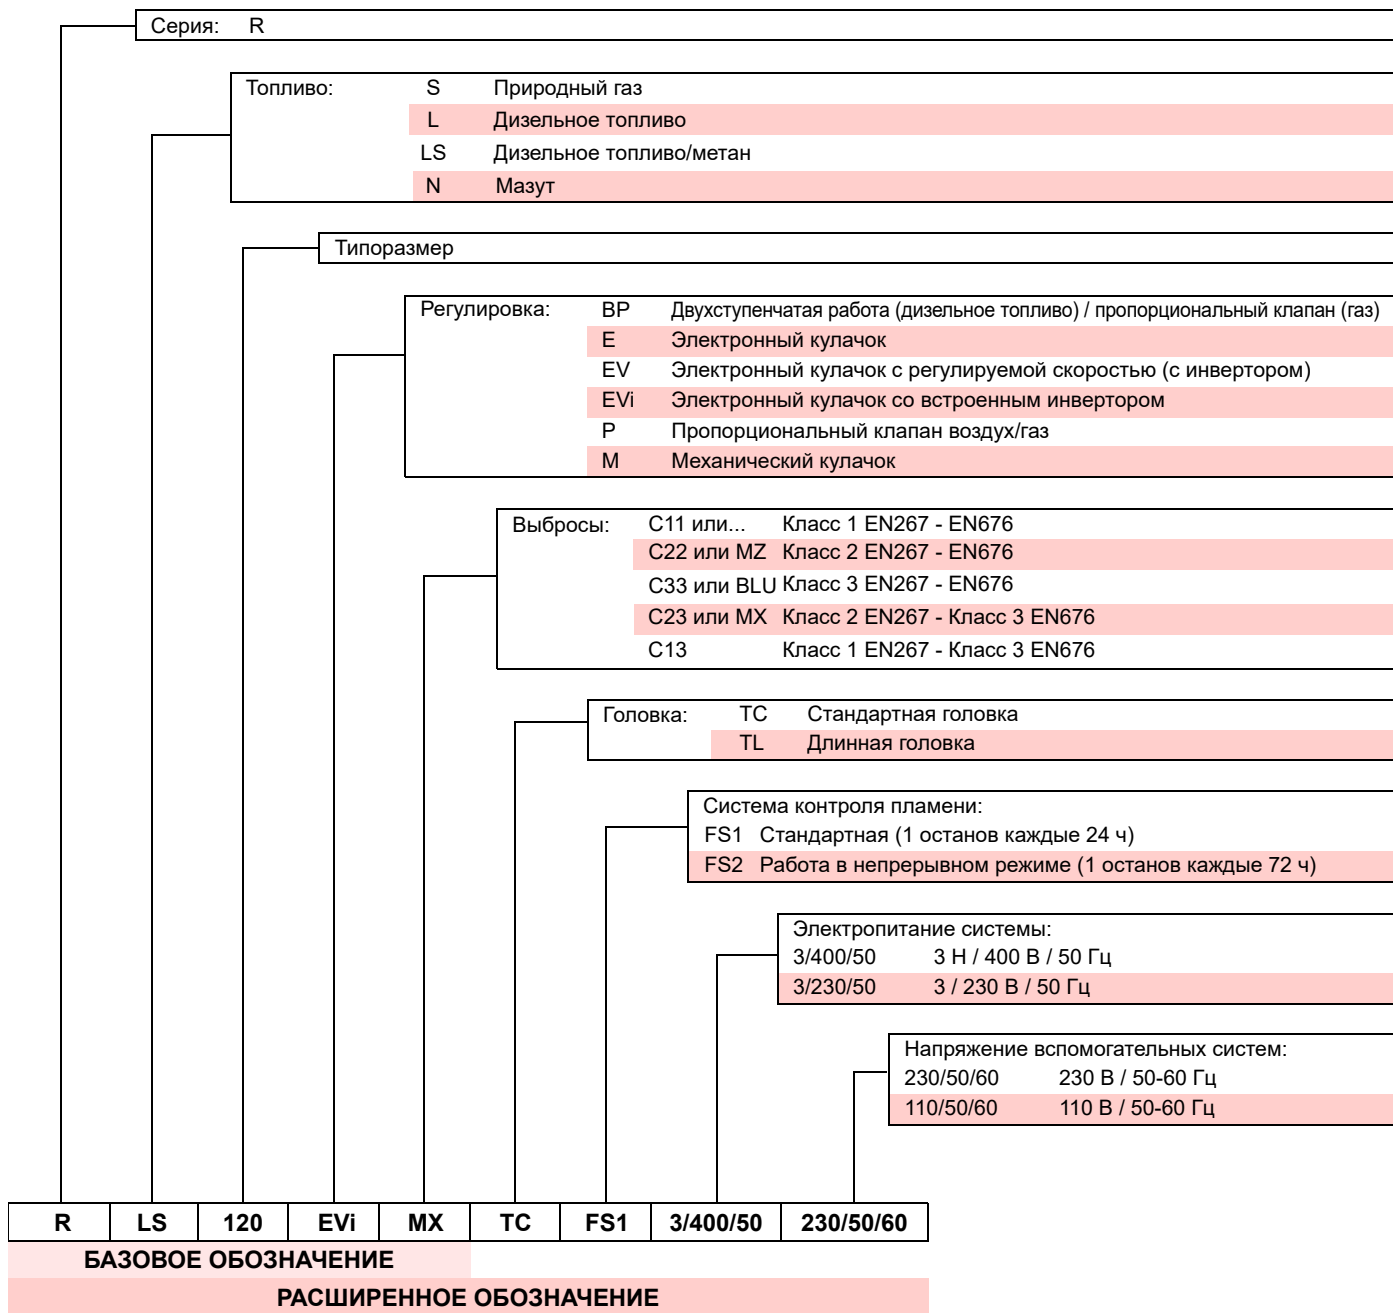 Серия: R
Топливо: S Природный газ
L Дизельное топливо
LS Дизельное топливо/метан
N Мазут
Типоразмер
Регулировка: BP Двухступенчатая работа (дизельное топливо) / пропорциональный клапан (газ)
E Электронный кулачок
EV Электронный кулачок с регулируемой скоростью (с инвертором)
EVi Электронный кулачок со встроенным инвертором
P Пропорциональный клапан воздух/газ
M Механический кулачок
Выбросы: C11 или... Класс 1 EN267 - EN676
C22 или MZ Класс 2 EN267 - EN676
C33 или BLU Класс 3 EN267 - EN676
C23 или MX Класс 2 EN267 - Класс 3 EN676
C13 Класс 1 EN267 - Класс 3 EN676
Головка: TC Стандартная головка
TL Длинная головка
Система контроля пламени:
FS1 Стандартная (1 останов каждые 24 ч)
FS2 Работа в непрерывном режиме (1 останов каждые 72 ч)
Электропитание системы:
3/400/50 3 Н / 400 В / 50 Гц
3/230/50 3 / 230 В / 50 Гц
Напряжение вспомогательных систем:
230/50/60 230 В / 50-60 Гц
110/50/60 110 В / 50-60 Гц
R LS 120 EVi MX TC FS1 3/400/50 230/50/60
БАЗОВОЕ ОБОЗНАЧЕНИЕ
РАСШИРЕННОЕ ОБОЗНАЧЕНИЕ